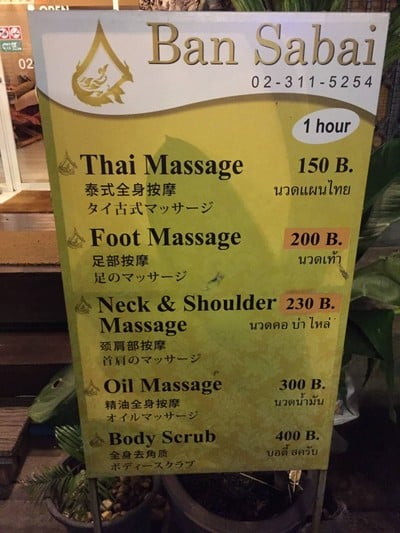 OPEN
02
Ban Sabai
02-311-5254
1 hour
Thai Massage 150 B.
泰式全身按摩 นวดแผนไทย
タイ古式マッサージ
Foot Massage 200 B.
足部按摩 นวดเท้า
足のマッサージ
Neck & Shoulder 230 B.
Massage นวดคอ บ่า ไหล่
颈肩部按摩
首肩のマッサージ
Oil Massage 300 B.
精油全身按摩 นวดน้ำมัน
オイルマッサージ
Body Scrub 400 B.
全身去角质 บอดี้ สครับ
ボディースクラブ